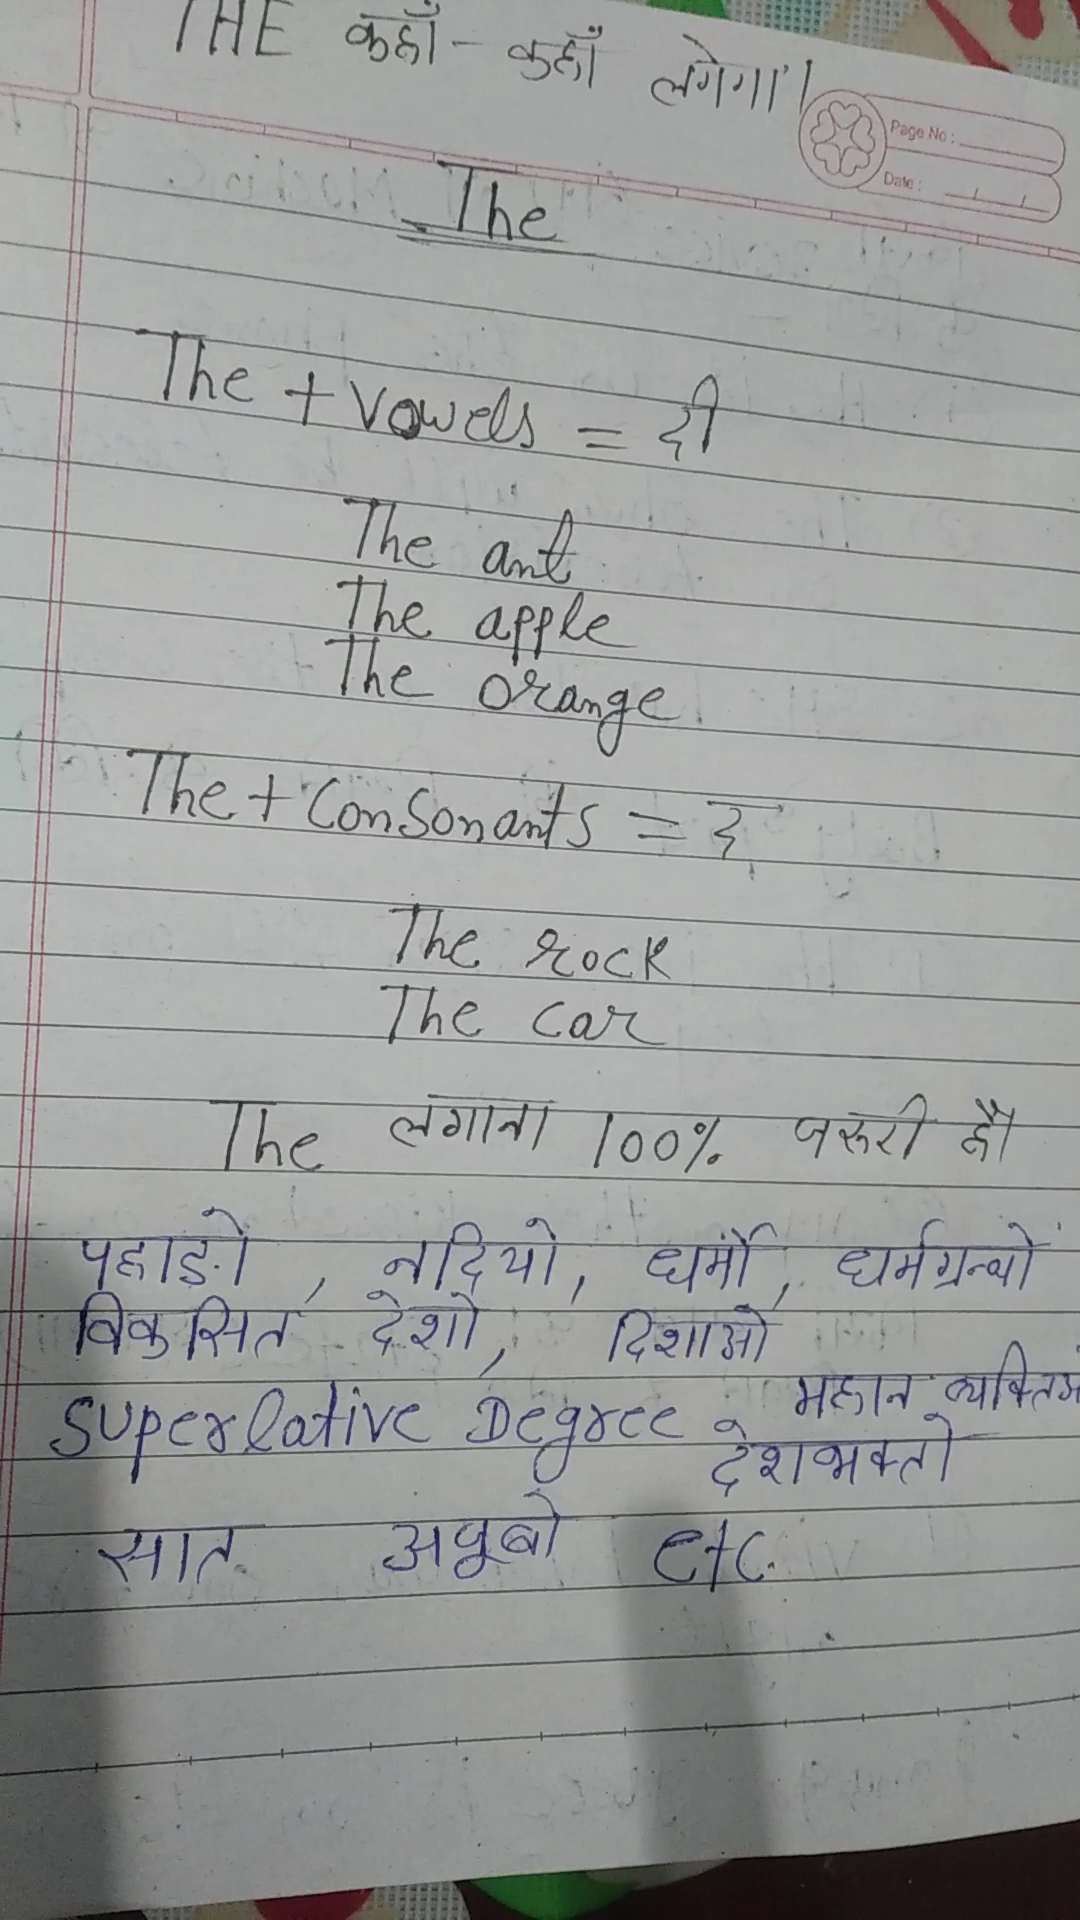 THE कहाँ - कहाँ लगेगा।
Page No :
Date :
The
The + Vowels = दी
The ant
The apple
The orange
The + Consonants = द
The rock
The car
The लगाना 100% जरूरी है
पहाड़ो, नदियो, धर्मों, धर्मग्रन्थो
विकसित देशो, दिशाओ
Superlative Degree, महान व्यक्तिय
देशभक्तो
सात अजूबो etc.